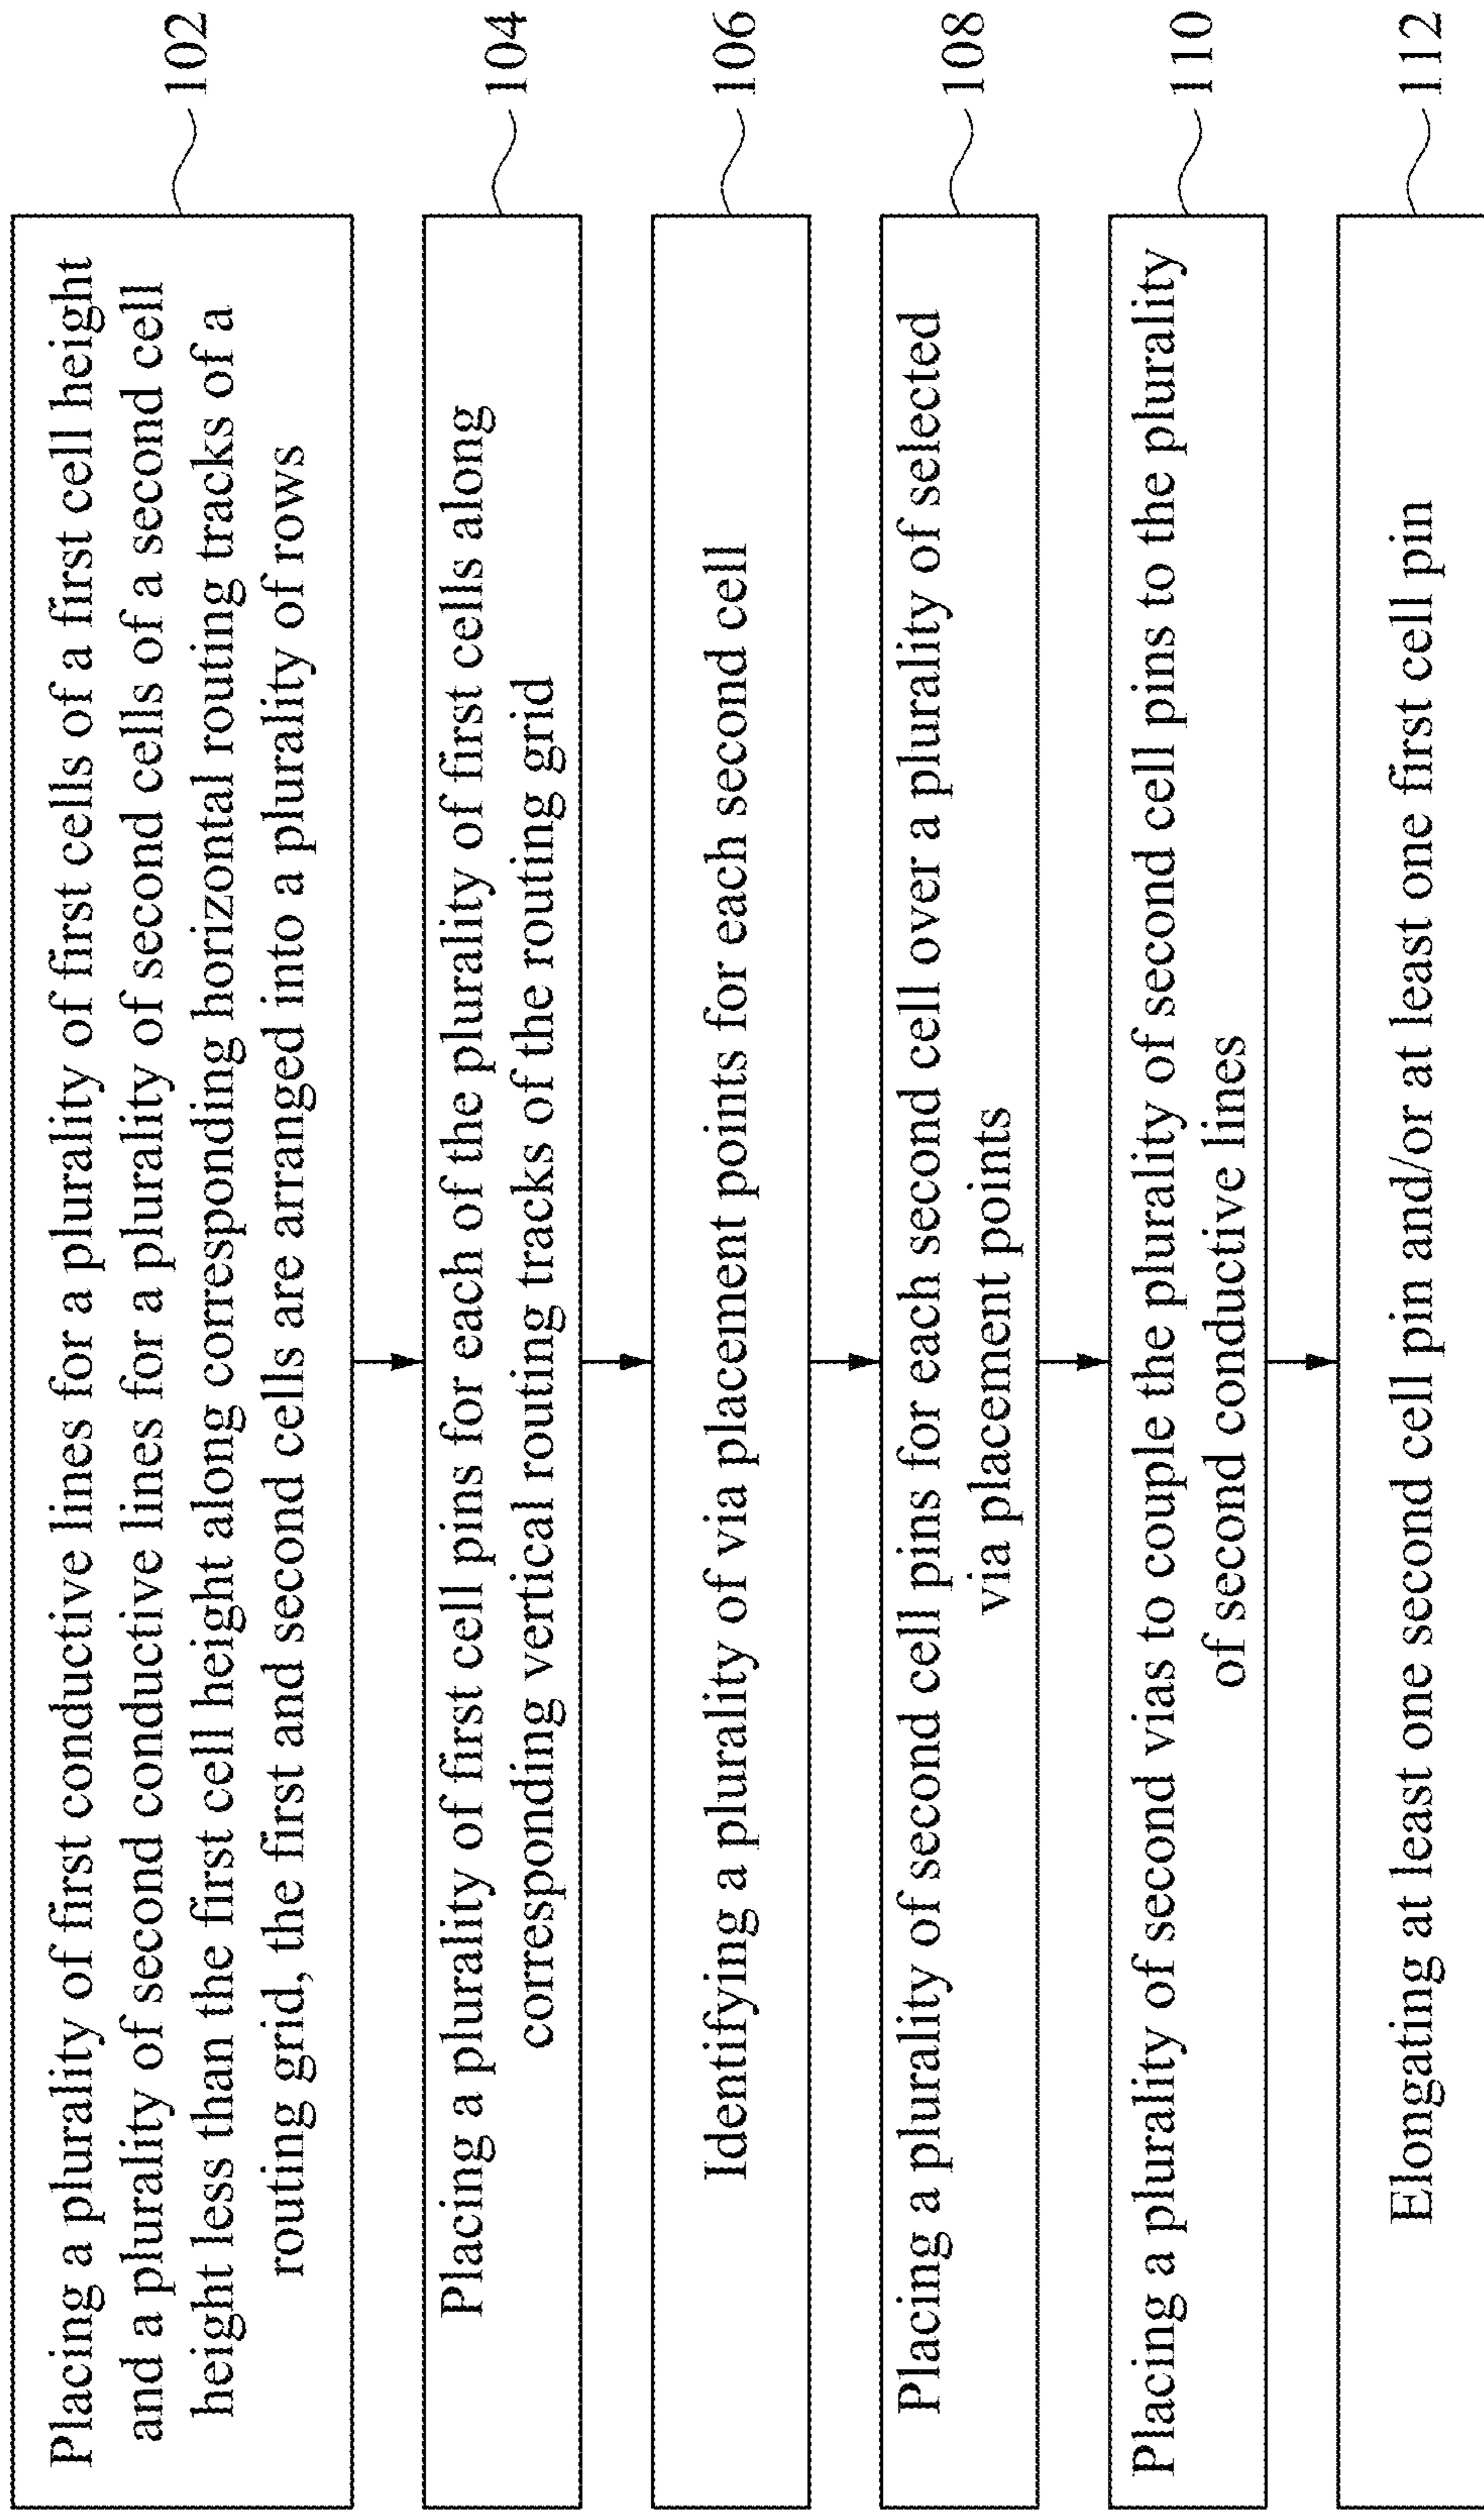 Placing a plurality of first conductive lines for a plurality of first cells of a first cell height
and a plurality of second conductive lines for a plurality of second cells of a second cell
height less than the first cell height along corresponding horizontal routing tracks of a
routing grid, the first and second cells are arranged into a plurality of rows
102
Placing a plurality of first cell pins for each of the plurality of first cells along
corresponding vertical routing tracks of the routing grid
104
Identifying a plurality of via placement points for each second cell
106
Placing a plurality of second cell pins for each second cell over a plurality of selected
via placement points
108
Placing a plurality of second vias to couple the plurality of second cell pins to the plurality
of second conductive lines
110
Elongating at least one second cell pin and/or at least one first cell pin
112